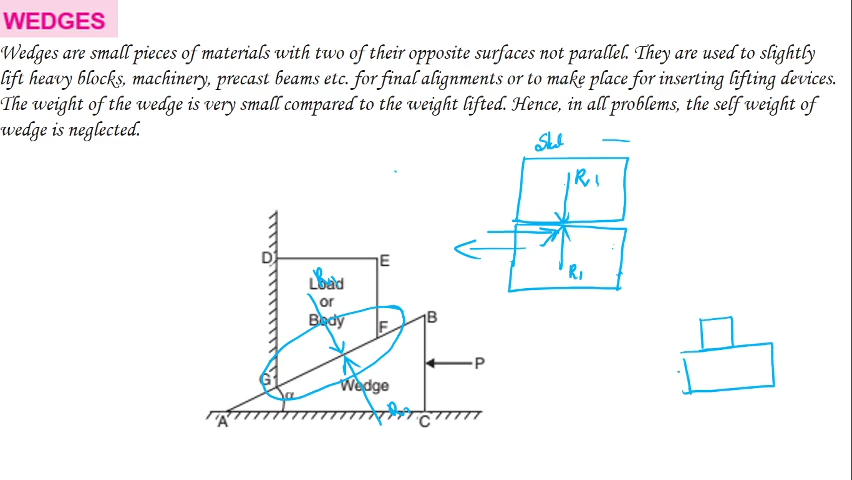 WEDGES
Wedges are small pieces of materials with two of their opposite surfaces not parallel. They are used to slightly
lift heavy blocks, machinery, precast beams etc. for final alignments or to make place for inserting lifting devices.
The weight of the wedge is very small compared to the weight lifted. Hence, in all problems, the self weight of
wedge is neglected.
R1
R1
D
E
Load
or
Body
F
B
P
G
α
Wedge
A
C